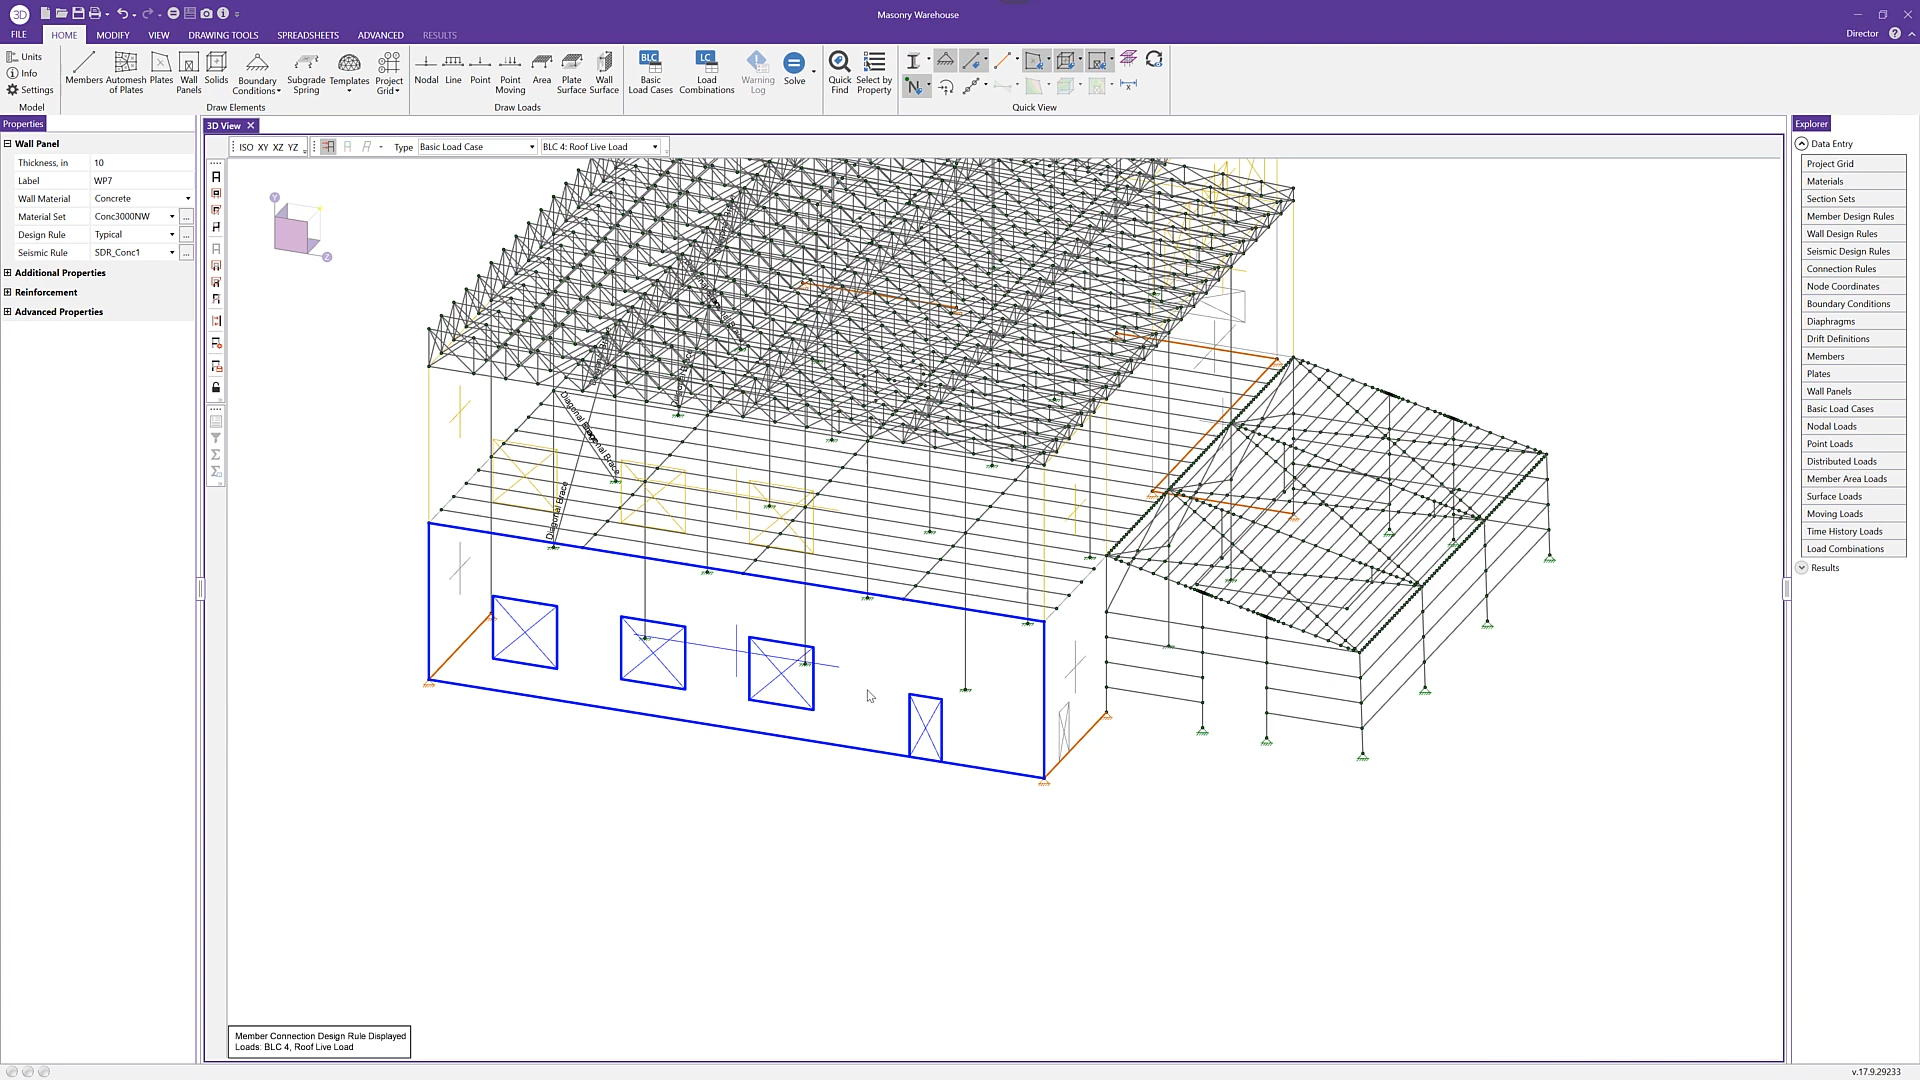 3D
Masonry Warehouse
FILE
HOME
MODIFY
VIEW
DRAWING TOOLS
SPREADSHEETS
ADVANCED
RESULTS
Director
Units
Info
Settings
Model
Members
Automesh of Plates
Plates
Wall Panels
Solids
Boundary Conditions
Subgrade Spring
Templates
Project Grid
Draw Elements
Nodal
Line
Point
Point Moving
Area
Plate Surface
Wall Surface
Draw Loads
BLC
Basic Load Cases
LC
Load Combinations
Warning Log
Solve
Quick Find
Select by Property
N
Quick View
Properties
Wall Panel
Thickness, in 10
Label WP7
Wall Material Concrete
Material Set Conc3000NW ...
Design Rule Typical ...
Seismic Rule SDR_Conc1 ...
Additional Properties
Reinforcement
Advanced Properties
3D View
ISO XY XZ YZ
Type Basic Load Case BLC 4: Roof Live Load
Y
Z
Diagonal Brace
Diagonal Brace
Diagonal Brace
Member Connection Design Rule Displayed
Loads: BLC 4, Roof Live Load
Explorer
Data Entry
Project Grid
Materials
Section Sets
Member Design Rules
Wall Design Rules
Seismic Design Rules
Connection Rules
Node Coordinates
Boundary Conditions
Diaphragms
Drift Definitions
Members
Plates
Wall Panels
Basic Load Cases
Nodal Loads
Point Loads
Distributed Loads
Member Area Loads
Surface Loads
Moving Loads
Time History Loads
Load Combinations
Results
v.17.9.29233